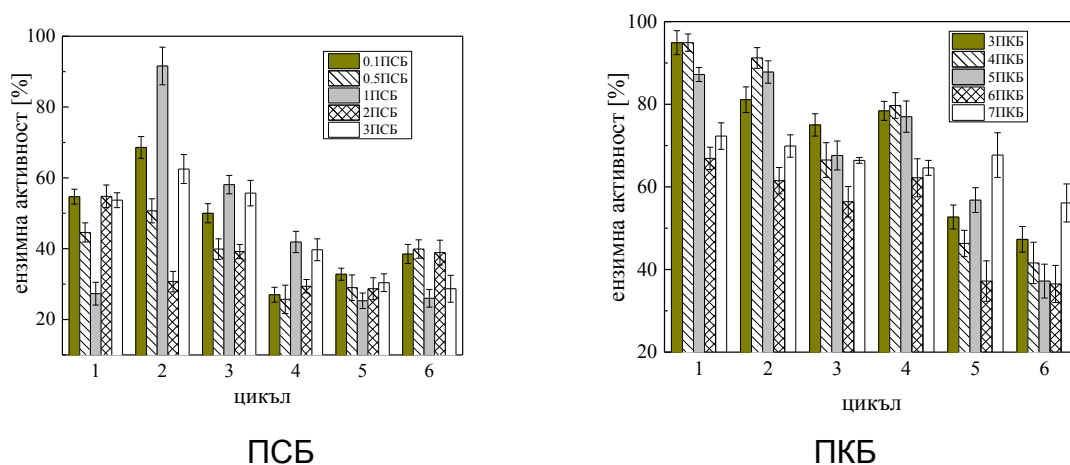 100
80
60
40
20
ензимна активност [%]
0.1ПСБ
0.5ПСБ
1ПСБ
2ПСБ
3ПСБ
1 2 3 4 5 6
цикъл
ПСБ
100
80
60
40
20
ензимна активност [%]
3ПКБ
4ПКБ
5ПКБ
6ПКБ
7ПКБ
1 2 3 4 5 6
цикъл
ПКБ